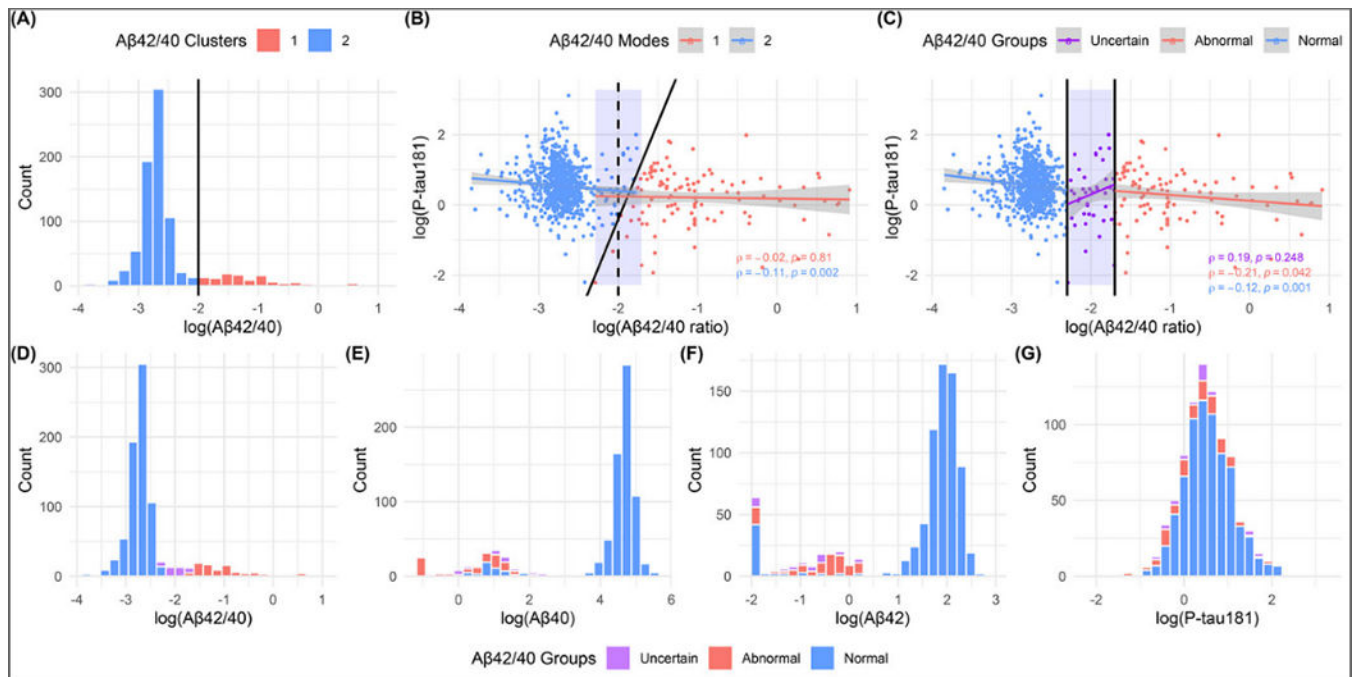 (A)
Aβ42/40 Clusters 1 2
300
200
100
0
Count
-4 -3 -2 -1 0 1
log(Aβ42/40)
(B)
Aβ42/40 Modes 1 2
2
0
-2
log(P-tau181)
ρ = −0.02, p = 0.81
ρ = −0.11, p = 0.002
-4 -3 -2 -1 0 1
log(Aβ42/40 ratio)
(C)
Aβ42/40 Groups Uncertain Abnormal Normal
2
0
-2
log(P-tau181)
ρ = 0.19, p = 0.248
ρ = −0.21, p = 0.042
ρ = −0.12, p = 0.001
-4 -3 -2 -1 0 1
log(Aβ42/40 ratio)
(D)
300
200
100
0
Count
-4 -3 -2 -1 0 1
log(Aβ42/40)
(E)
200
100
0
Count
0 2 4 6
log(Aβ40)
(F)
150
100
50
0
Count
-2 -1 0 1 2 3
log(Aβ42)
(G)
100
50
0
Count
-2 0 2
log(P-tau181)
Aβ42/40 Groups Uncertain Abnormal Normal